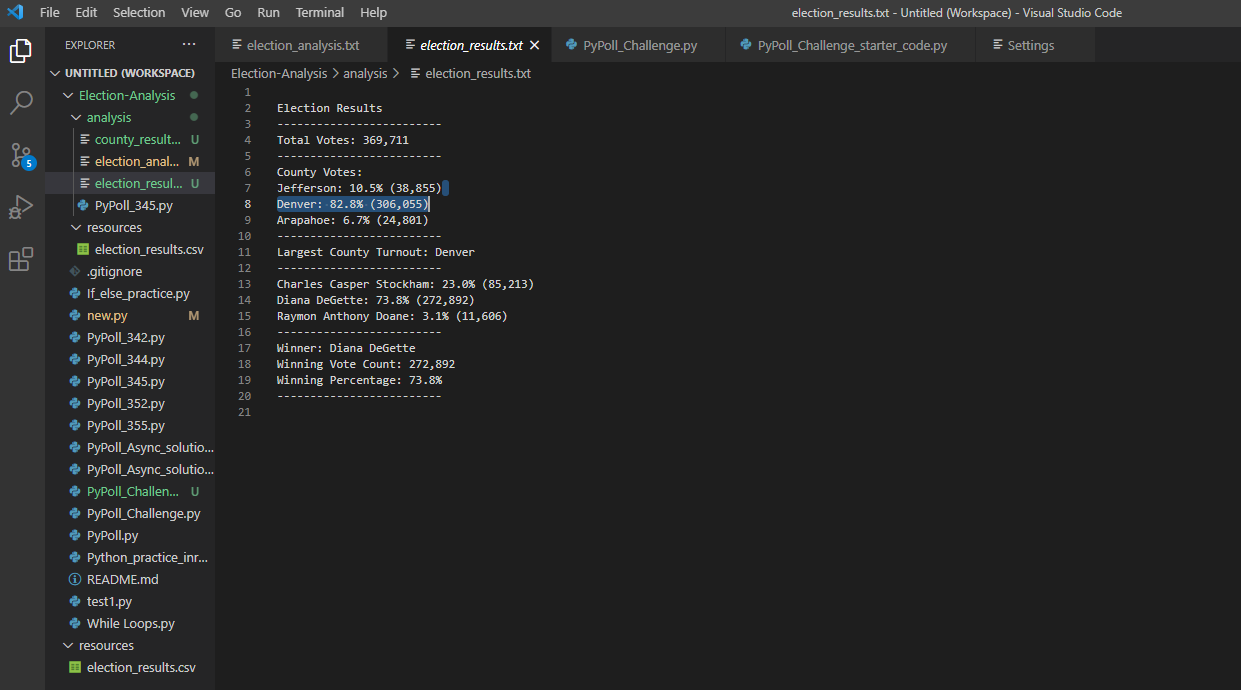 File Edit Selection View Go Run Terminal Help election_results.txt - Untitled (Workspace) - Visual Studio Code
EXPLORER ···
election_analysis.txt election_results.txt PyPoll_Challenge.py PyPoll_Challenge_starter_code.py Settings
UNTITLED (WORKSPACE)
Election-Analysis
analysis
county_result... U
election_anal... M
election_resul... U
PyPoll_345.py
resources
election_results.csv
.gitignore
If_else_practice.py
new.py M
PyPoll_342.py
PyPoll_344.py
PyPoll_345.py
PyPoll_352.py
PyPoll_355.py
PyPoll_Async_solutio...
PyPoll_Async_solutio...
PyPoll_Challen... U
PyPoll_Challenge.py
PyPoll.py
Python_practice_inr...
README.md
test1.py
While Loops.py
resources
election_results.csv
5
Election-Analysis > analysis > election_results.txt
1
2 Election Results
3 -------------------------
4 Total Votes: 369,711
5 -------------------------
6 County Votes:
7 Jefferson: 10.5% (38,855)
8 Denver: 82.8% (306,055)
9 Arapahoe: 6.7% (24,801)
10 -------------------------
11 Largest County Turnout: Denver
12 -------------------------
13 Charles Casper Stockham: 23.0% (85,213)
14 Diana DeGette: 73.8% (272,892)
15 Raymon Anthony Doane: 3.1% (11,606)
16 -------------------------
17 Winner: Diana DeGette
18 Winning Vote Count: 272,892
19 Winning Percentage: 73.8%
20 -------------------------
21